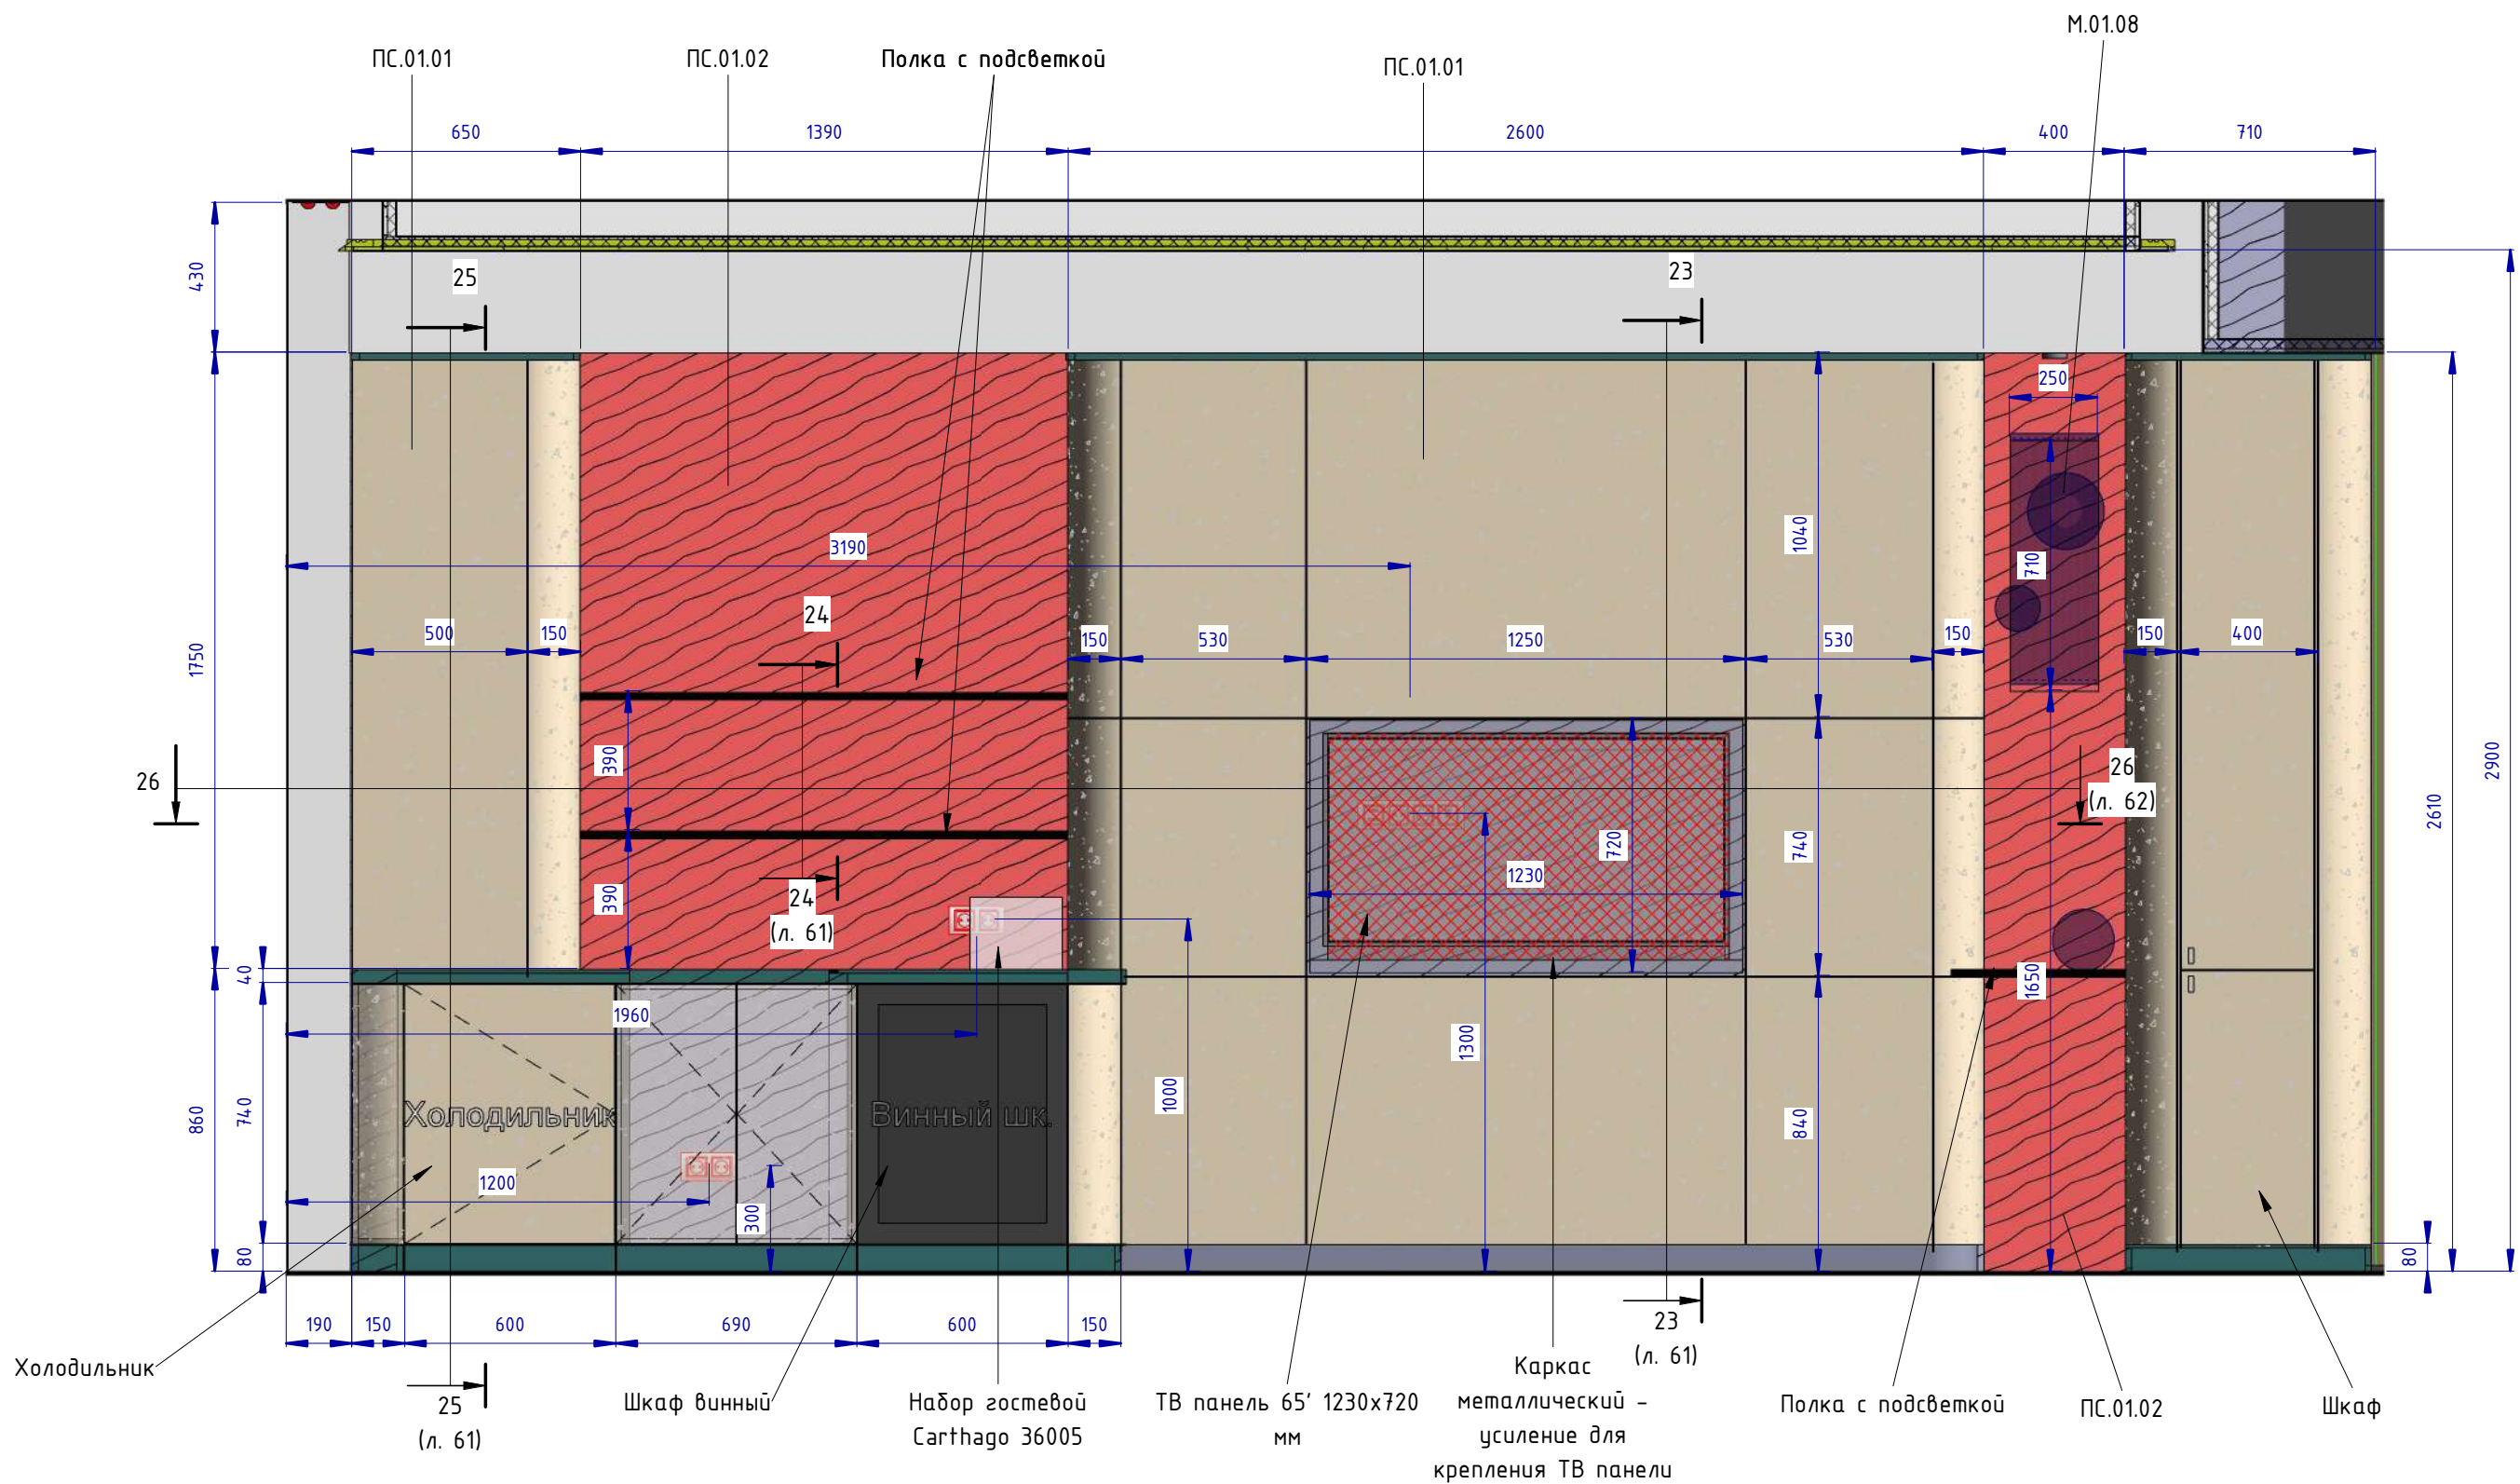 М.01.08
ПС.01.01
ПС.01.02
Полка с подсветкой
ПС.01.01
650
1390
2600
400
710
430
25
23
250
3190
1040
710
24
500
150
150
530
1250
530
150
150
400
1750
390
26
26
(л. 62)
2900
2610
720
740
1230
390
24
(л. 61)
40
1650
1960
1300
1000
860
740
Холодильник
Винный шк.
840
1200
300
80
80
190
150
600
690
600
150
23
(л. 61)
Холодильник
25
(л. 61)
Шкаф винный
Набор гостевой
Carthago 36005
ТВ панель 65' 1230х720
мм
Каркас
металлический -
усиление для
крепления ТВ панели
Полка с подсветкой
ПС.01.02
Шкаф